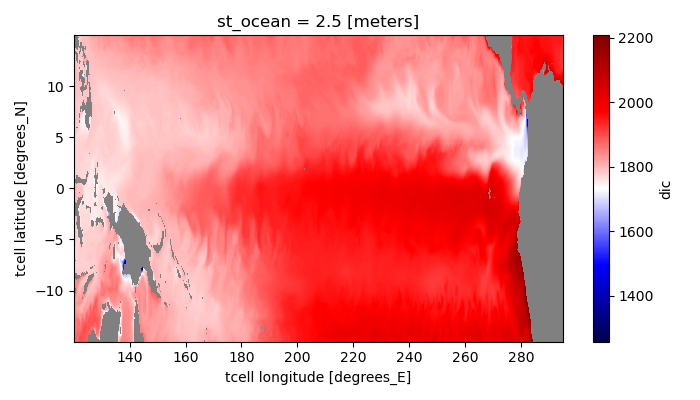 st_ocean = 2.5 [meters]
10
5
0
−5
−10
tcell latitude [degrees_N]
140 160 180 200 220 240 260 280
tcell longitude [degrees_E]
2200
2000
1800
1600
1400
dic